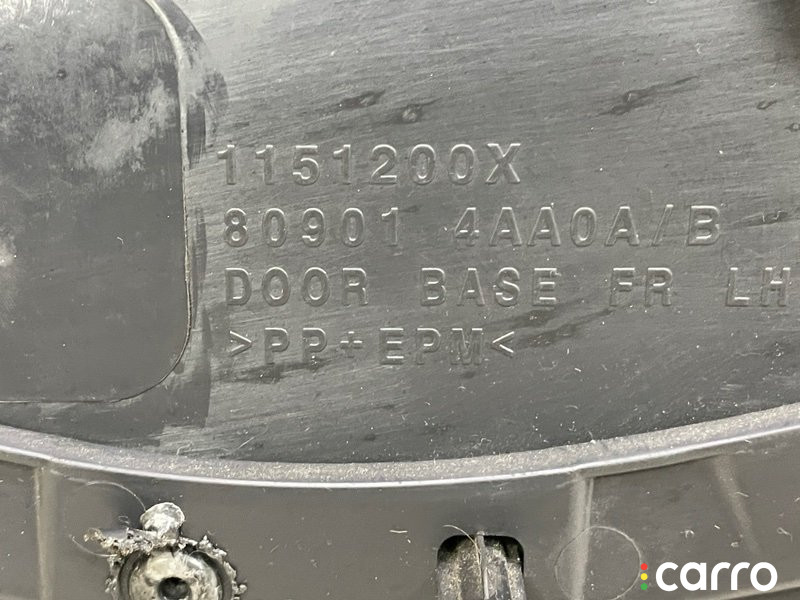 1151200X
80901 4AA0A/B
DOOR BASE FR LH
>PP+EPM<
carro